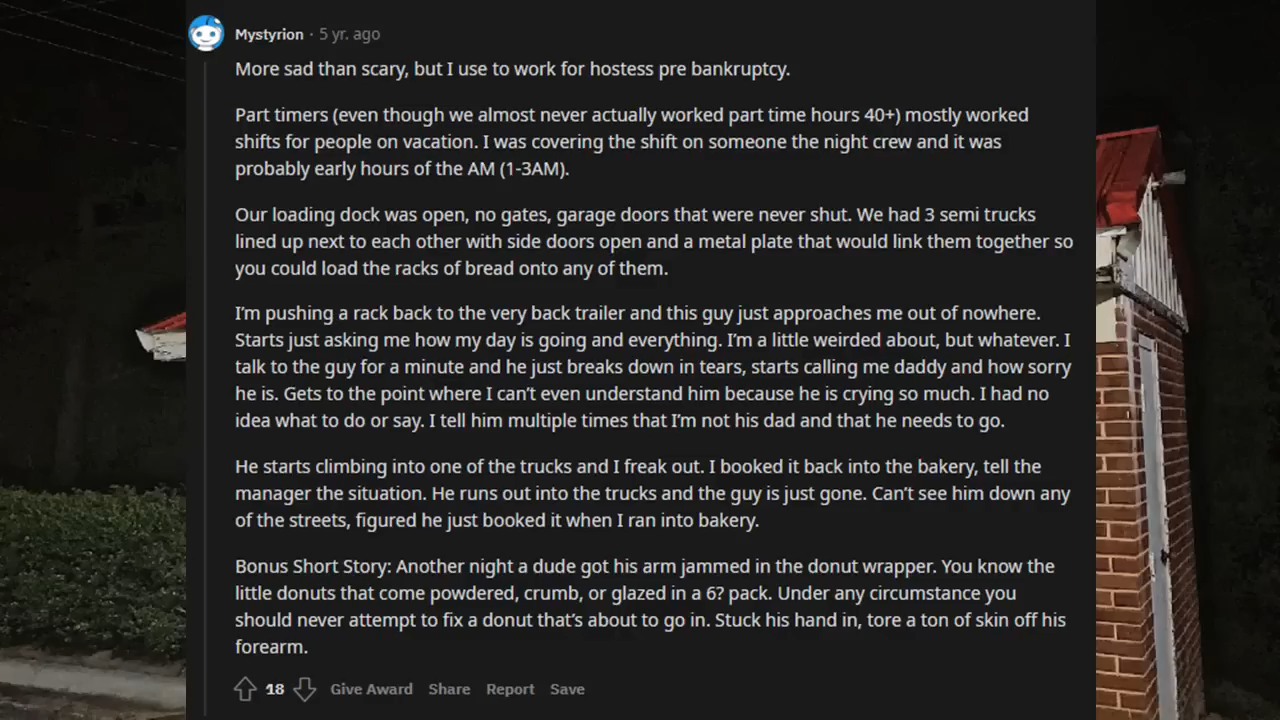 Mystyrion · 5 yr. ago
More sad than scary, but I use to work for hostess pre bankruptcy.
Part timers (even though we almost never actually worked part time hours 40+) mostly worked
shifts for people on vacation. I was covering the shift on someone the night crew and it was
probably early hours of the AM (1-3AM).
Our loading dock was open, no gates, garage doors that were never shut. We had 3 semi trucks
lined up next to each other with side doors open and a metal plate that would link them together so
you could load the racks of bread onto any of them.
I’m pushing a rack back to the very back trailer and this guy just approaches me out of nowhere.
Starts just asking me how my day is going and everything. I’m a little weirded about, but whatever. I
talk to the guy for a minute and he just breaks down in tears, starts calling me daddy and how sorry
he is. Gets to the point where I can’t even understand him because he is crying so much. I had no
idea what to do or say. I tell him multiple times that I’m not his dad and that he needs to go.
He starts climbing into one of the trucks and I freak out. I booked it back into the bakery, tell the
manager the situation. He runs out into the trucks and the guy is just gone. Can’t see him down any
of the streets, figured he just booked it when I ran into bakery.
Bonus Short Story: Another night a dude got his arm jammed in the donut wrapper. You know the
little donuts that come powdered, crumb, or glazed in a 6? pack. Under any circumstance you
should never attempt to fix a donut that’s about to go in. Stuck his hand in, tore a ton of skin off his
forearm.
18 Give Award Share Report Save